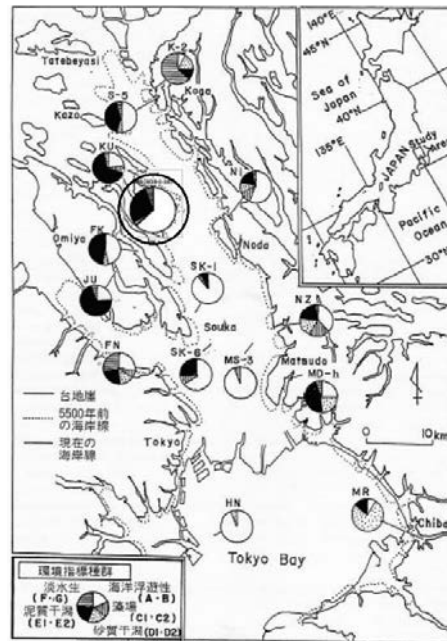 140°E
45°N
Sea of
Japan
40°N
135°E
JAPAN
Study
Area
Pacific
Ocean
30°N
Tatebayasi
K-2
Koga
S-5
Kazo
KU
N1
FK
Omiya
Noda
SK-1
JU
Souka
NZ
FN
SK-6
MS-3
Matsudo
MD-h
Tokyo
台地崖
5500年前
の海岸線
現在の
海岸線
0 10km
HN
MR
Chiba
Tokyo Bay
環境指標種群
淡水生
(F・G)
海洋浮遊性
(A・B)
泥質干潟
(E1・E2)
藻場
(C1・C2)
砂質干潟(D1・D2)